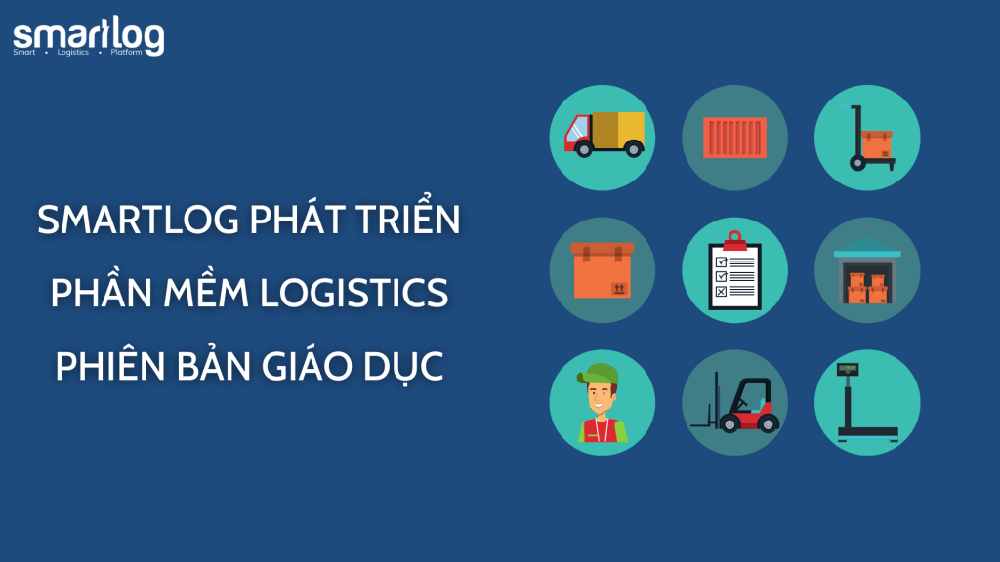 smartlog
Smart • Logistics • Platform
SMARTLOG PHÁT TRIỂN
PHẦN MỀM LOGISTICS
PHIÊN BẢN GIÁO DỤC